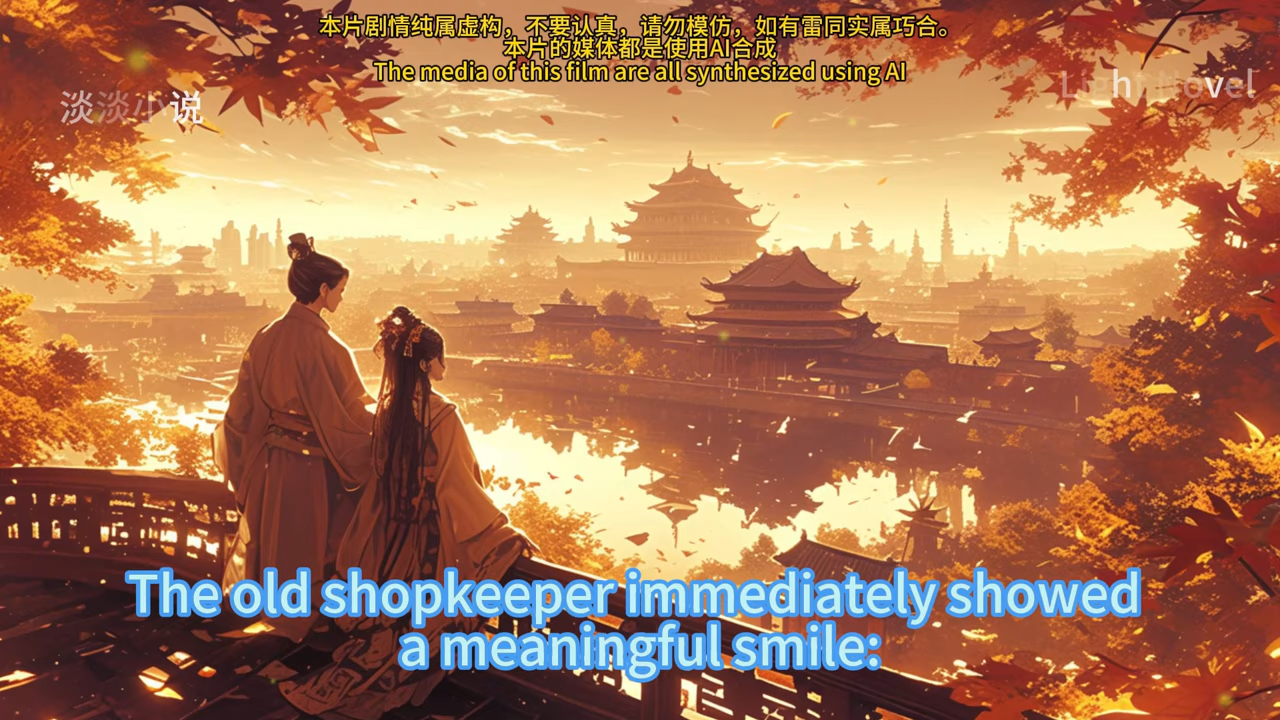 本片剧情纯属虚构，不要认真，请勿模仿，如有雷同实属巧合。
本片的媒体都是使用AI合成
The media of this film are all synthesized using AI
淡淡小说
Light Novel
The old shopkeeper immediately showed
a meaningful smile: